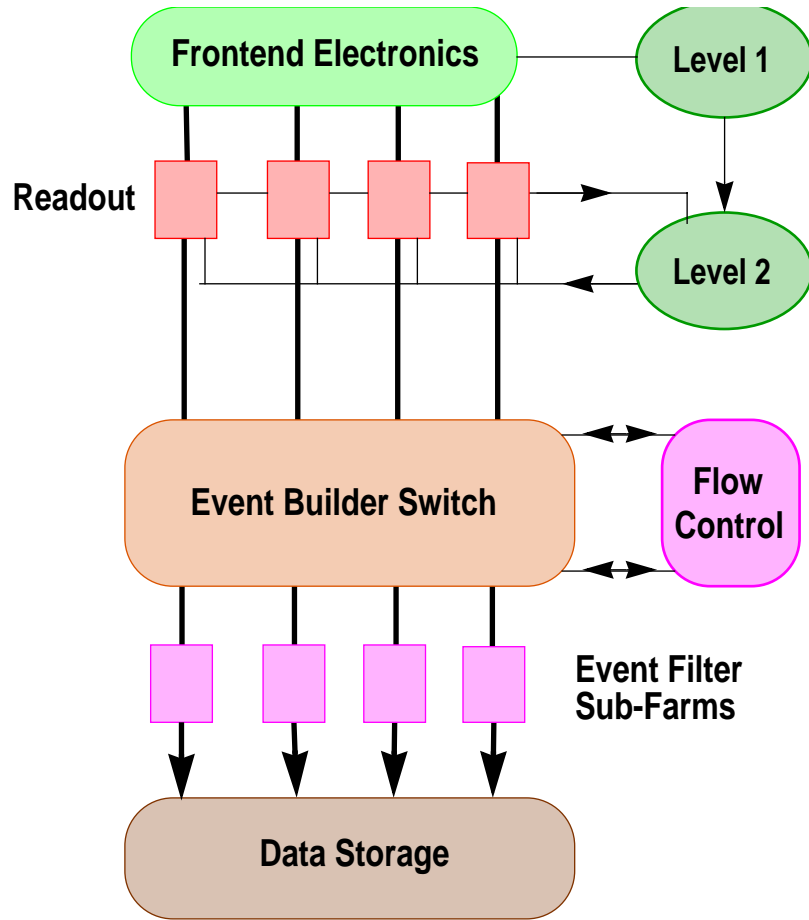 Frontend Electronics
Level 1
Readout
Level 2
Event Builder Switch
Flow
Control
Event Filter
Sub-Farms
Data Storage